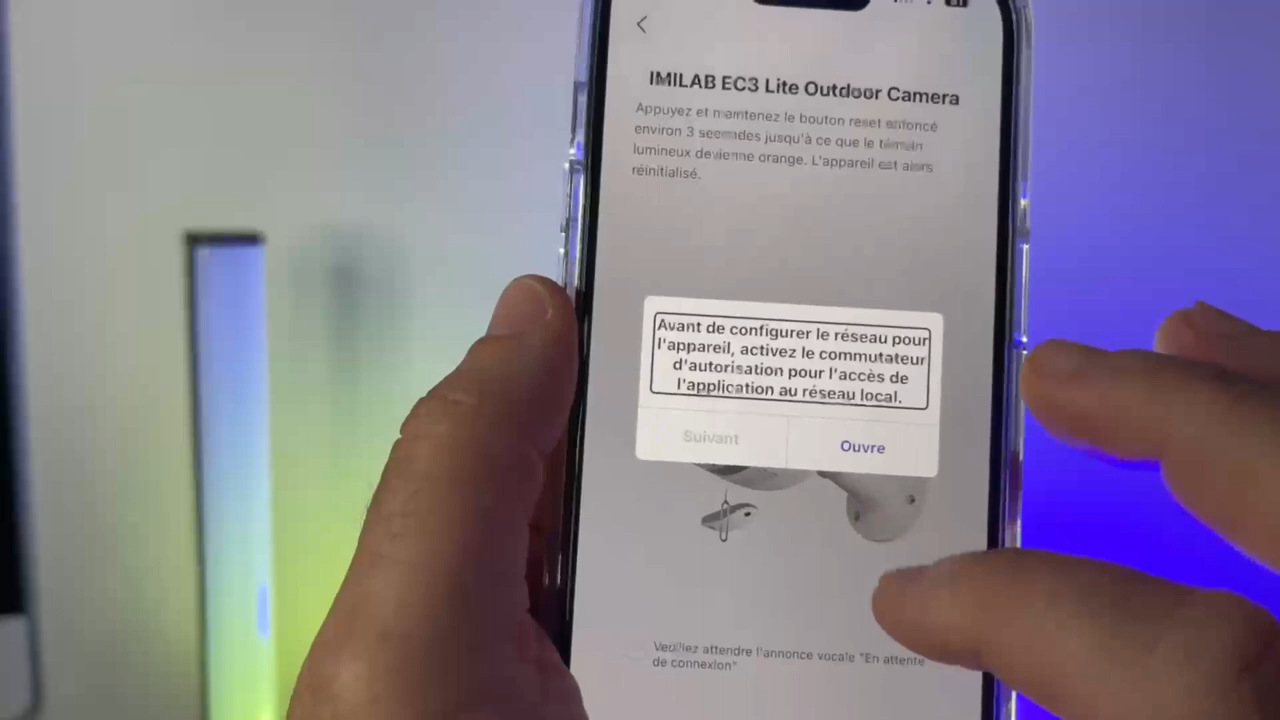 IMILAB EC3 Lite Outdoor Camera
Appuyez et maintenez le bouton reset enfoncé
environ 3 secondes jusqu'à ce que le témoin
lumineux devienne orange. L'appareil est alors
réinitialisé.
Avant de configurer le réseau pour
l'appareil, activez le commutateur
d'autorisation pour l'accès de
l'application au réseau local.
Suivant
Ouvre
Veuillez attendre l'annonce vocale "En attente
de connexion"